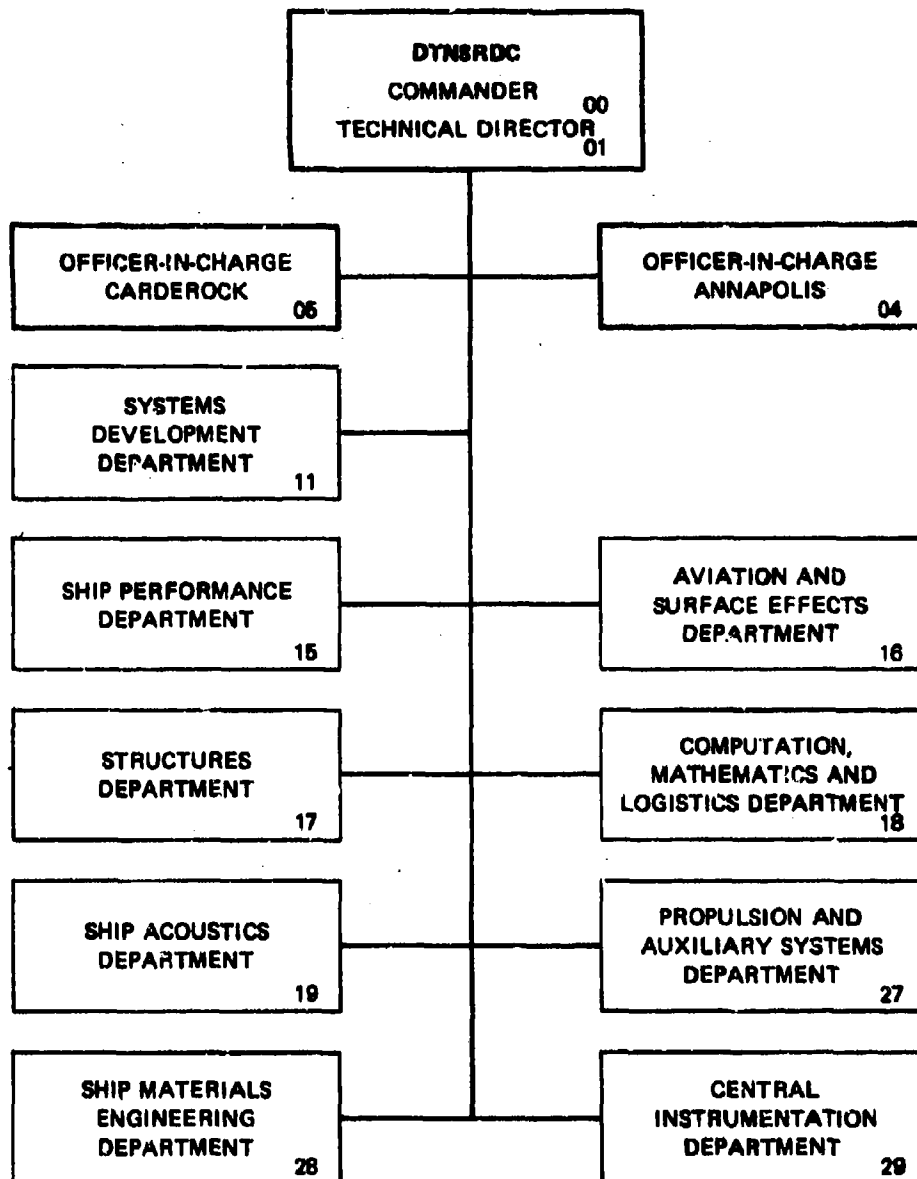 DTNSRDC
COMMANDER
00
TECHNICAL DIRECTOR
01
OFFICER-IN-CHARGE
CARDEROCK
05
OFFICER-IN-CHARGE
ANNAPOLIS
04
SYSTEMS
DEVELOPMENT
DEPARTMENT
11
SHIP PERFORMANCE
DEPARTMENT
15
AVIATION AND
SURFACE EFFECTS
DEPARTMENT
16
STRUCTURES
DEPARTMENT
17
COMPUTATION,
MATHEMATICS AND
LOGISTICS DEPARTMENT
18
SHIP ACOUSTICS
DEPARTMENT
19
PROPULSION AND
AUXILIARY SYSTEMS
DEPARTMENT
27
SHIP MATERIALS
ENGINEERING
DEPARTMENT
28
CENTRAL
INSTRUMENTATION
DEPARTMENT
29